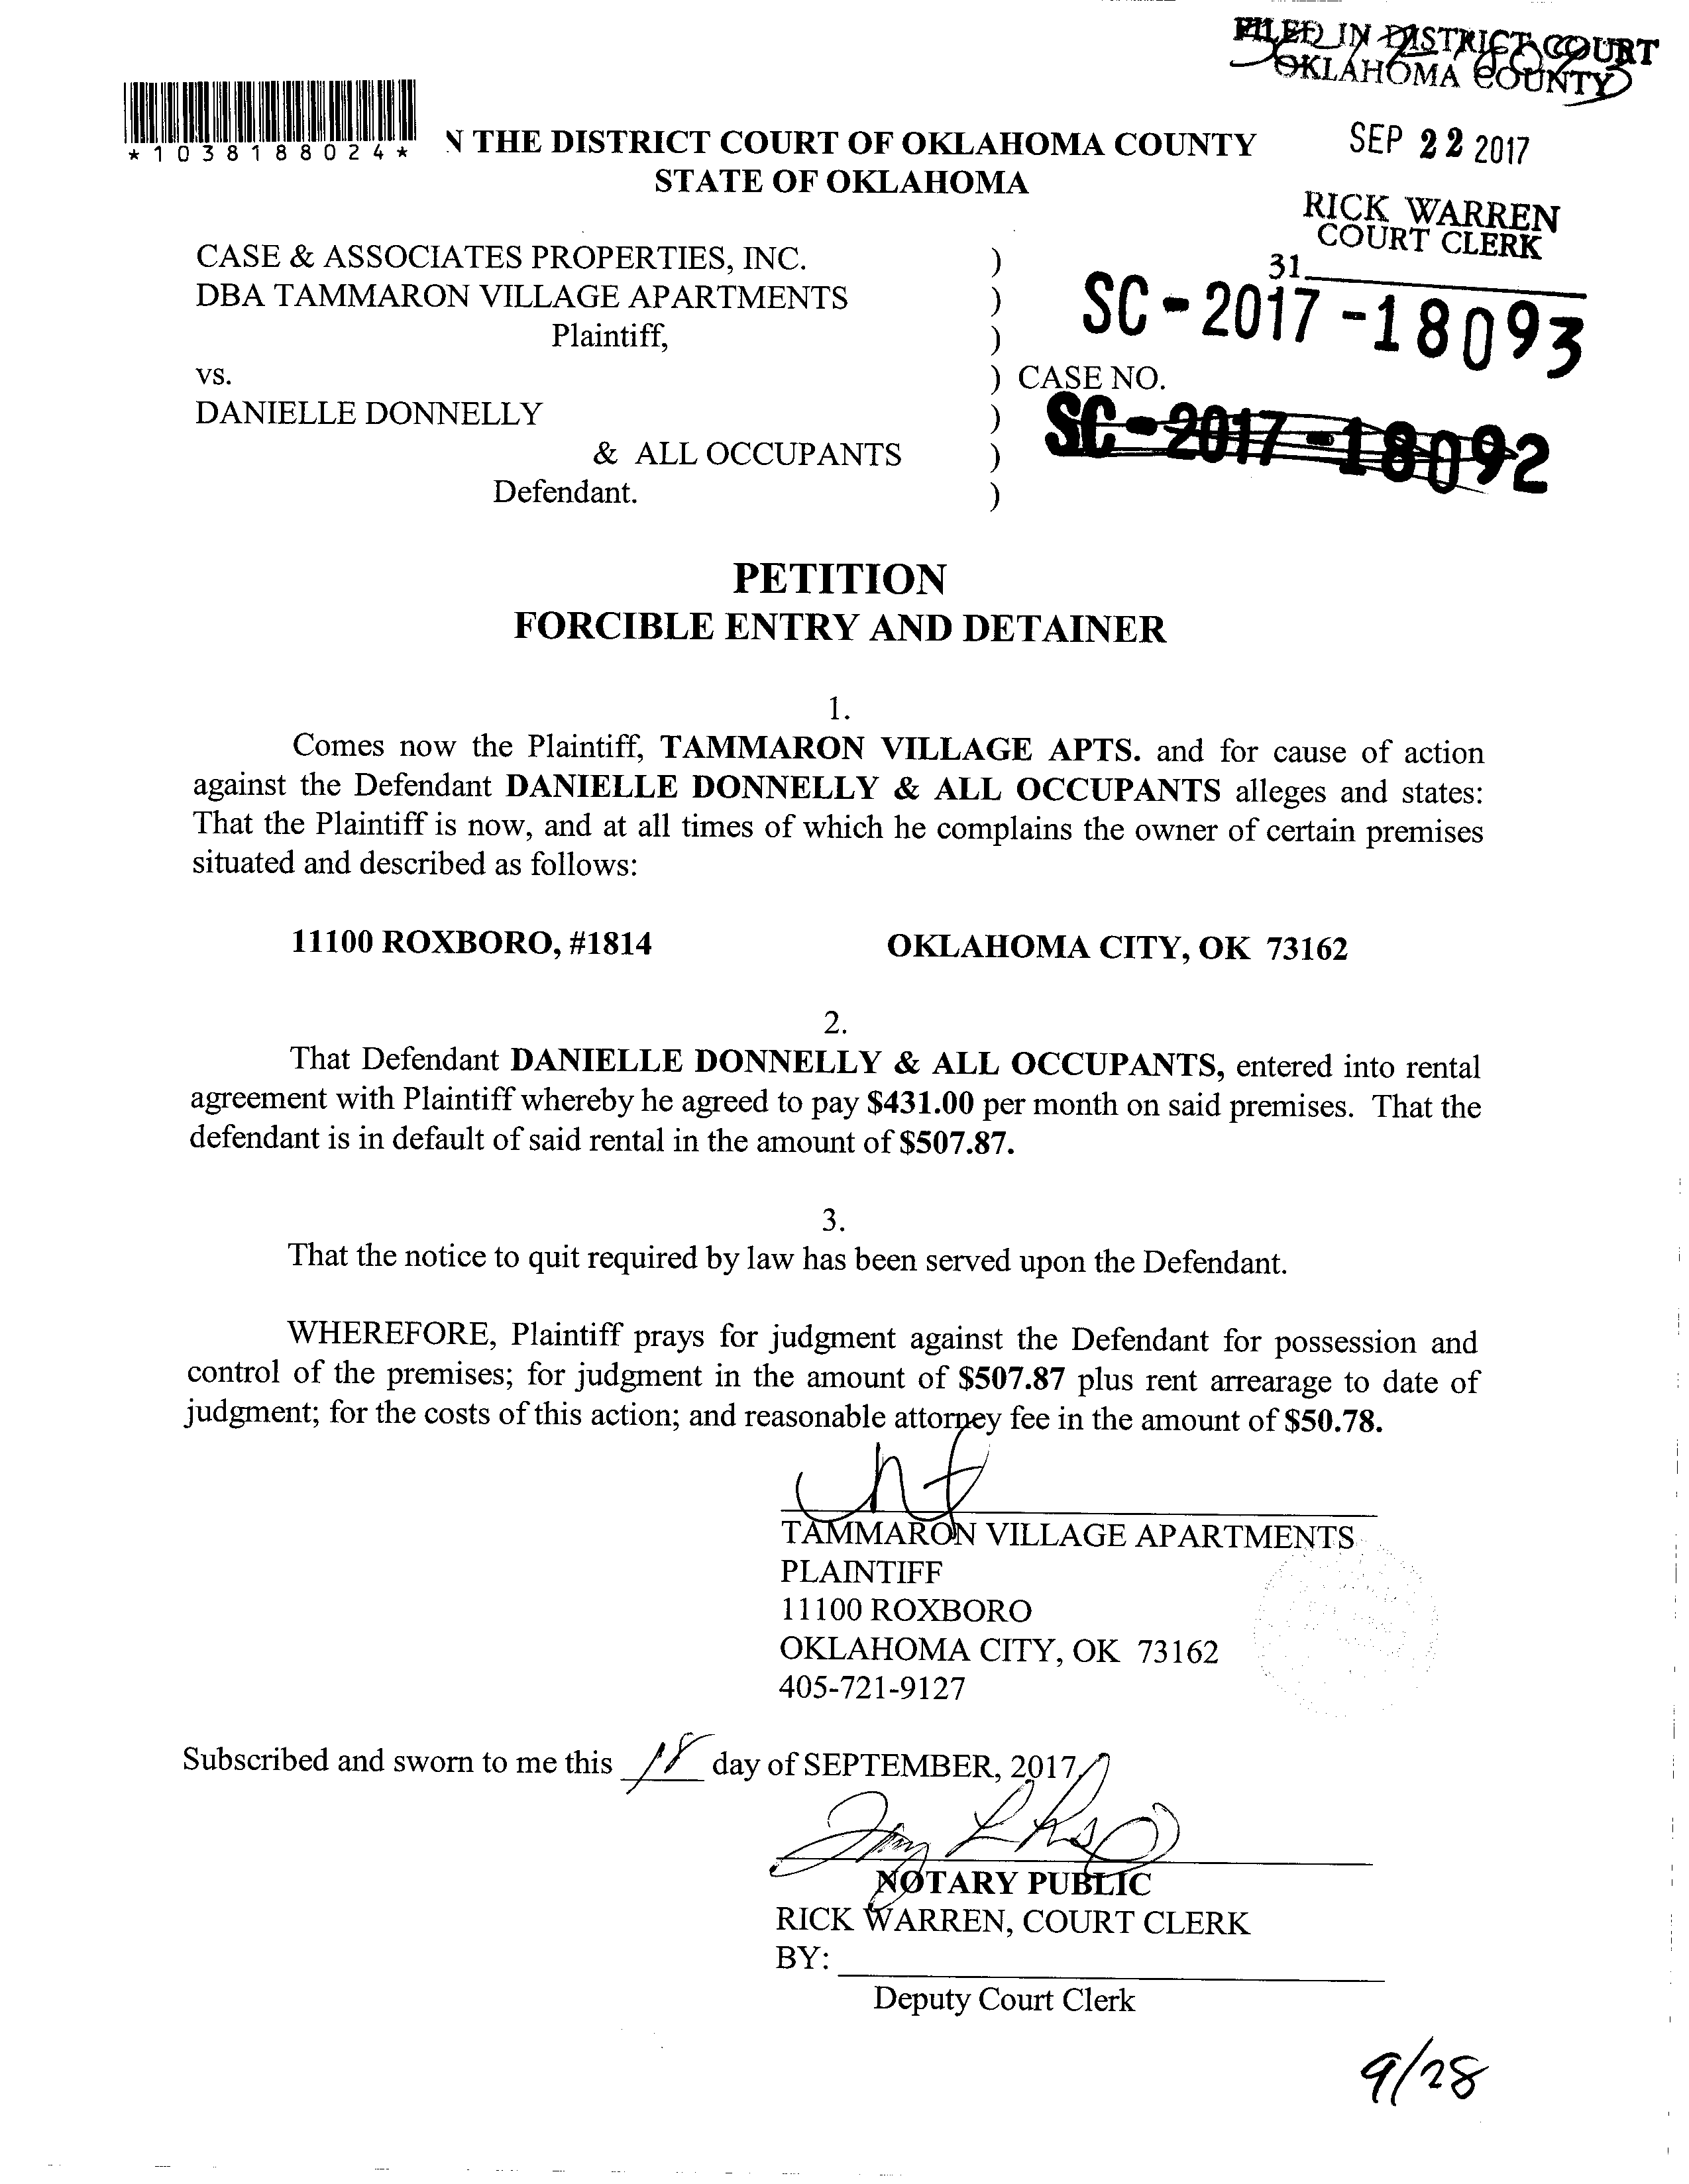 FILED IN DISTRICT COURT
OKLAHOMA COUNTY
*1038188024*
N THE DISTRICT COURT OF OKLAHOMA COUNTY
STATE OF OKLAHOMA
SEP 22 2017
RICK WARREN
COURT CLERK
31
CASE & ASSOCIATES PROPERTIES, INC. )
DBA TAMMARON VILLAGE APARTMENTS )
Plaintiff, )
SC-2017-18093
vs. ) CASE NO.
DANIELLE DONNELLY )
SC-2017-18092
& ALL OCCUPANTS )
Defendant. )
PETITION
FORCIBLE ENTRY AND DETAINER
1.
Comes now the Plaintiff, TAMMARON VILLAGE APTS. and for cause of action
against the Defendant DANIELLE DONNELLY & ALL OCCUPANTS alleges and states:
That the Plaintiff is now, and at all times of which he complains the owner of certain premises
situated and described as follows:
11100 ROXBORO, #1814 OKLAHOMA CITY, OK 73162
2.
That Defendant DANIELLE DONNELLY & ALL OCCUPANTS, entered into rental
agreement with Plaintiff whereby he agreed to pay $431.00 per month on said premises. That the
defendant is in default of said rental in the amount of $507.87.
3.
That the notice to quit required by law has been served upon the Defendant.
WHEREFORE, Plaintiff prays for judgment against the Defendant for possession and
control of the premises; for judgment in the amount of $507.87 plus rent arrearage to date of
judgment; for the costs of this action; and reasonable attorney fee in the amount of $50.78.
TAMMARON VILLAGE APARTMENTS
PLAINTIFF
11100 ROXBORO
OKLAHOMA CITY, OK 73162
405-721-9127
Subscribed and sworn to me this 18 day of SEPTEMBER, 2017.
NOTARY PUBLIC
RICK WARREN, COURT CLERK
BY:
Deputy Court Clerk
9/28